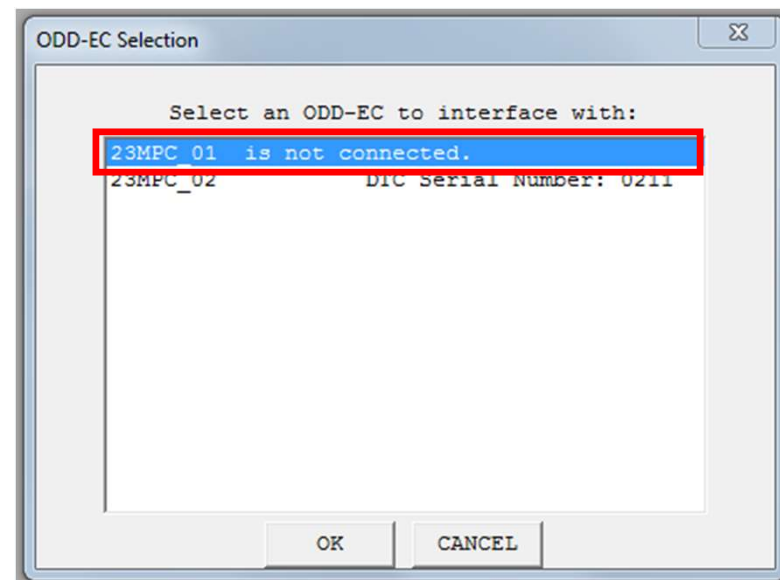 ODD-EC Selection
Select an ODD-EC to interface with:
23MPC_01 is not connected.
23MPC_02 DIC Serial Number: 0211
OK CANCEL